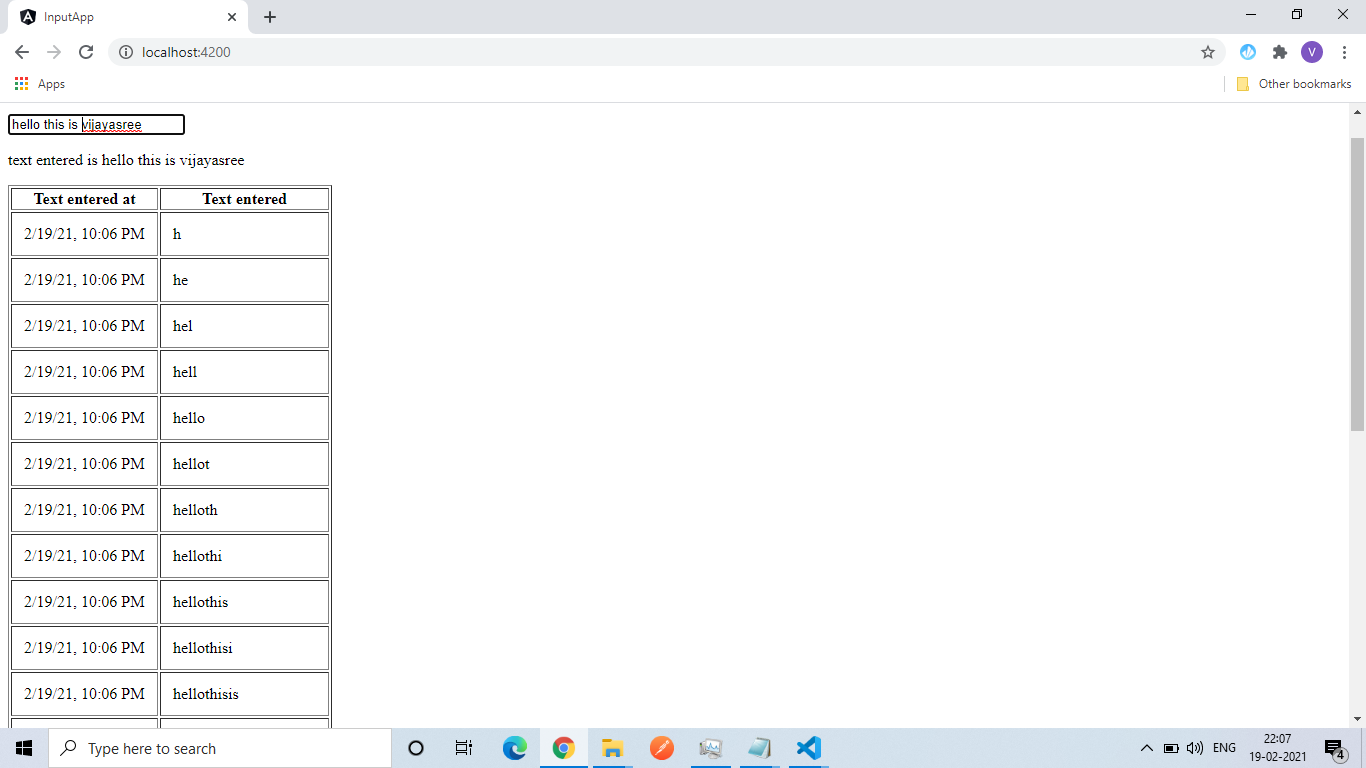 InputApp
localhost:4200
V
Apps
Other bookmarks
hello this is vijayasree
text entered is hello this is vijayasree
Text entered at Text entered
2/19/21, 10:06 PM h
2/19/21, 10:06 PM he
2/19/21, 10:06 PM hel
2/19/21, 10:06 PM hell
2/19/21, 10:06 PM hello
2/19/21, 10:06 PM hellot
2/19/21, 10:06 PM helloth
2/19/21, 10:06 PM hellothi
2/19/21, 10:06 PM hellothis
2/19/21, 10:06 PM hellothisi
2/19/21, 10:06 PM hellothisis
Type here to search
ENG
22:07
19-02-2021
4